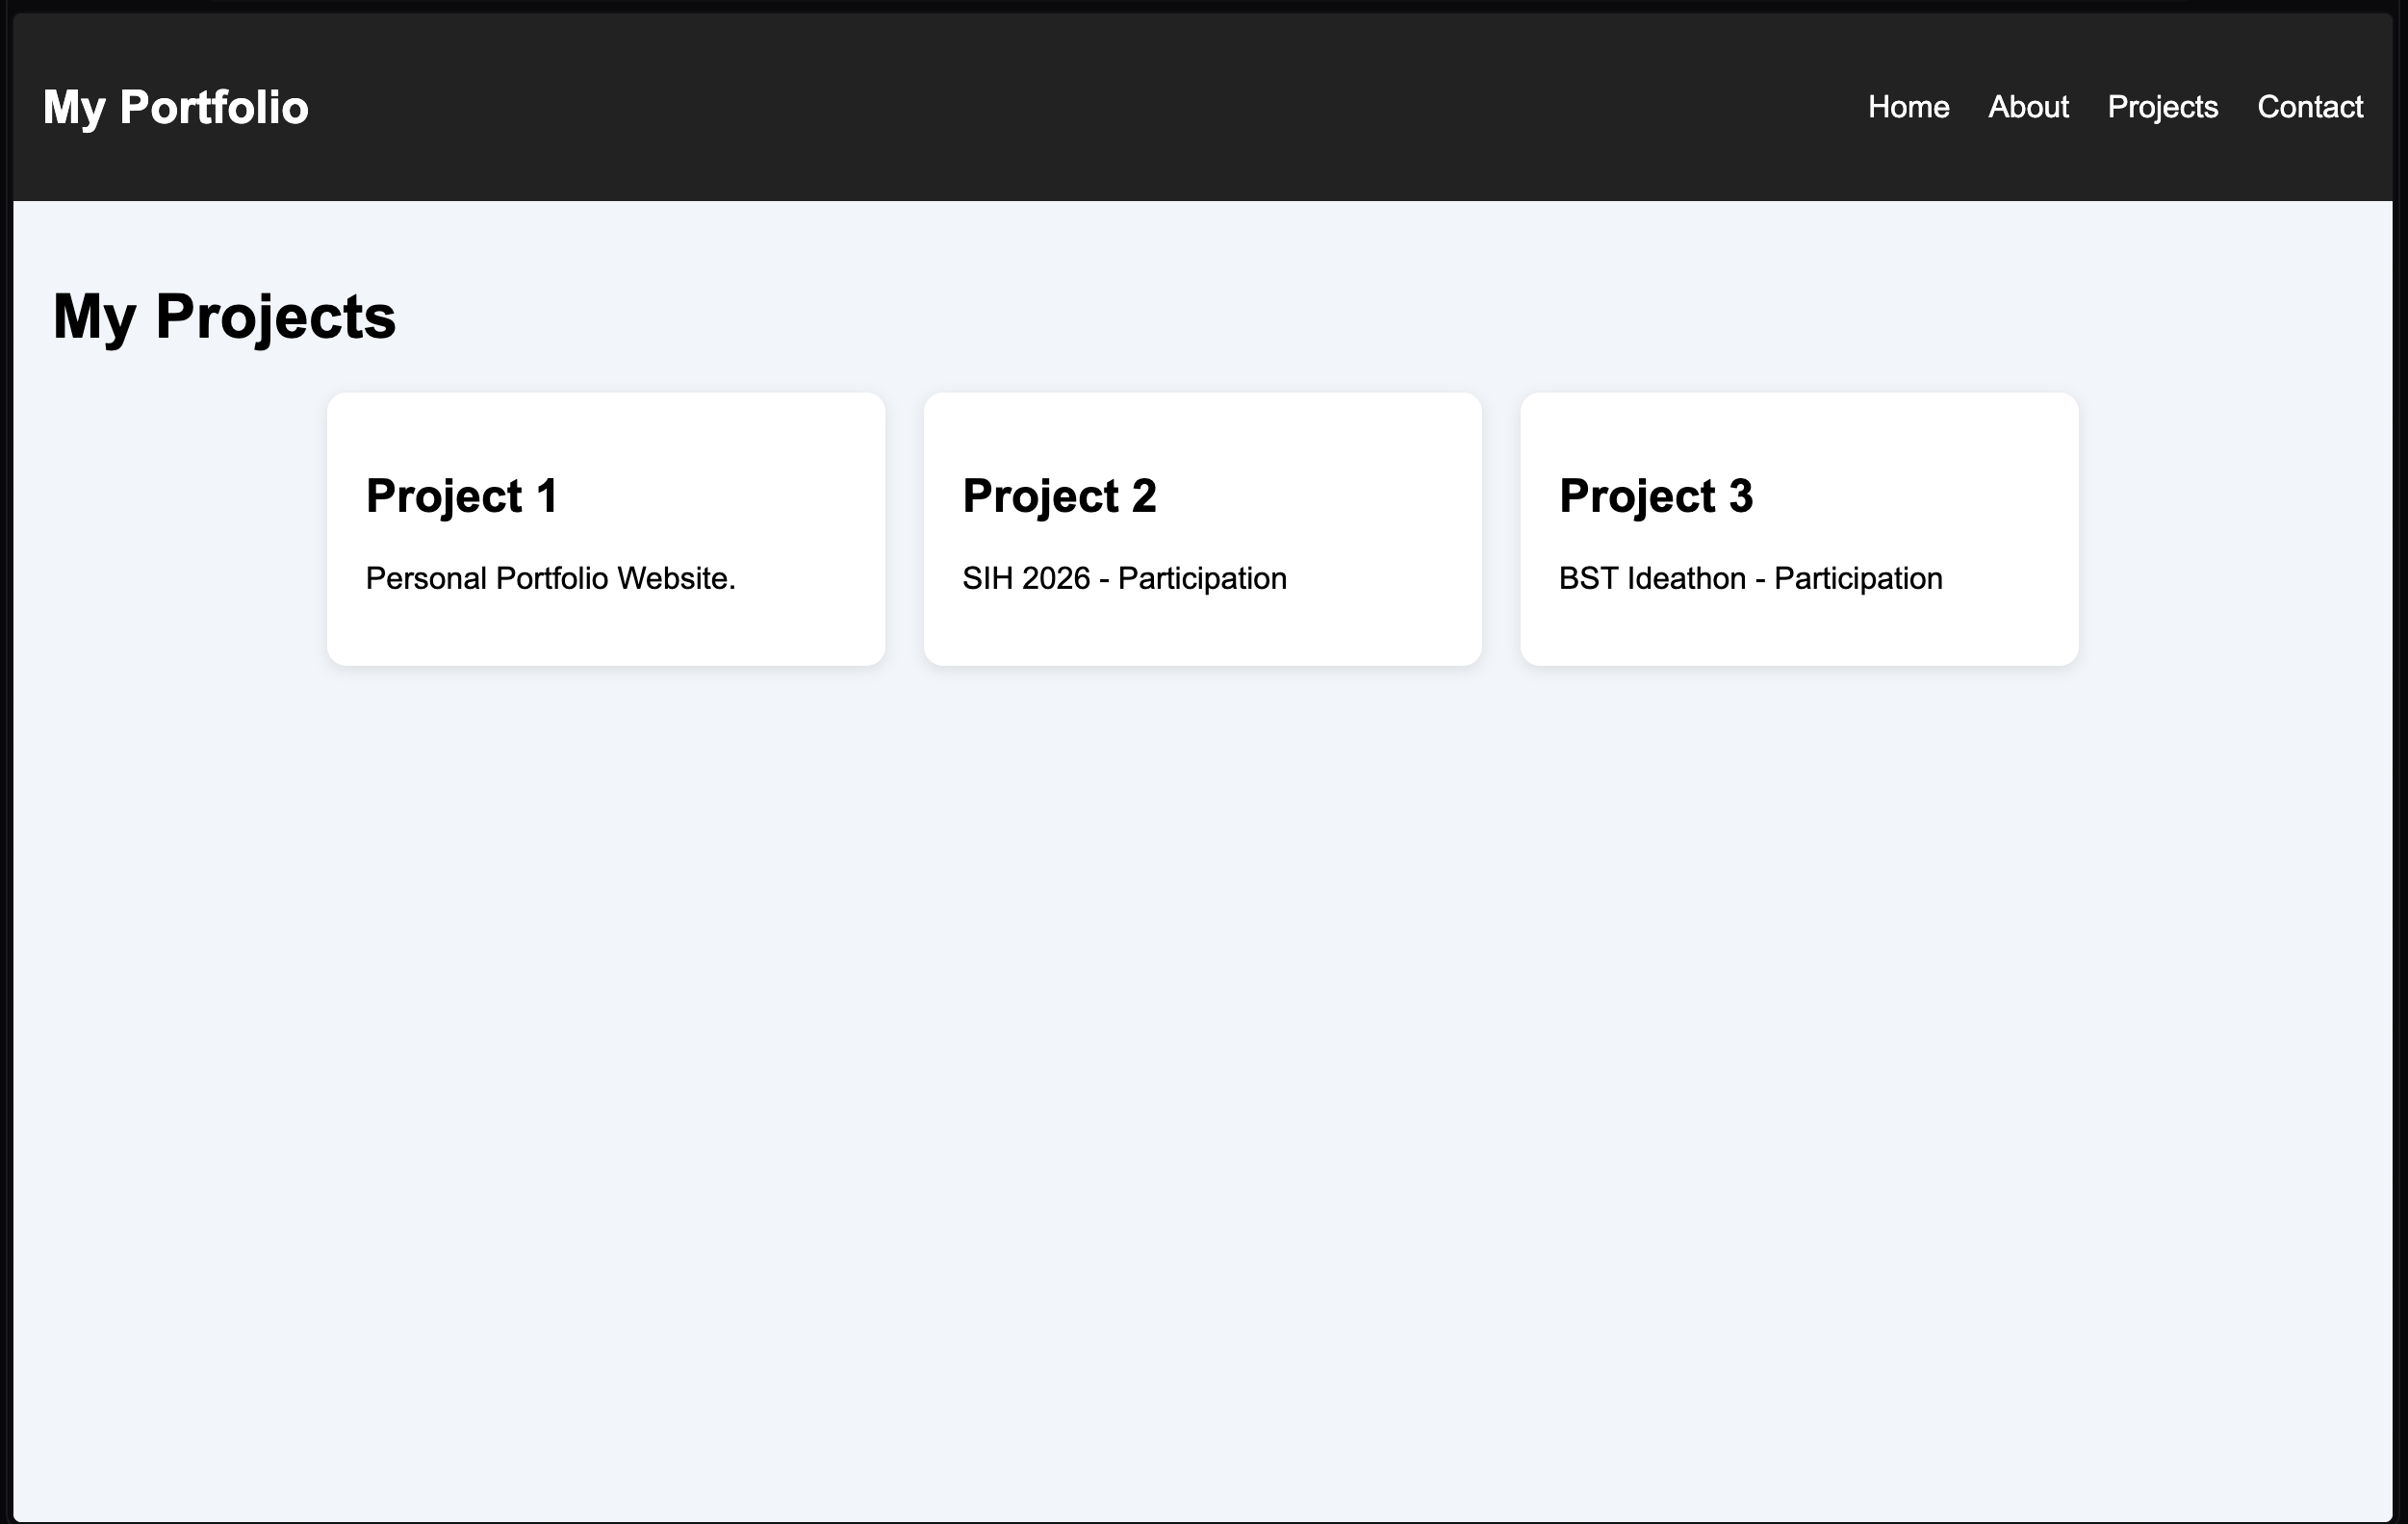 My Portfolio
Home About Projects Contact
My Projects
Project 1
Personal Portfolio Website.
Project 2
SIH 2026 - Participation
Project 3
BST Ideathon - Participation